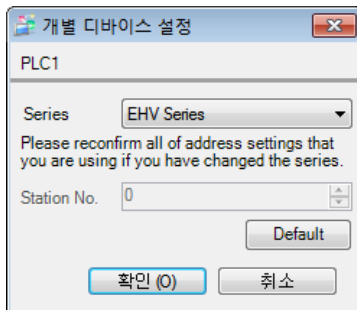 개별 디바이스 설정
PLC1
Series EHV Series
Please reconfirm all of address settings that
you are using if you have changed the series.
Station No. 0
Default
확인 (O) 취소